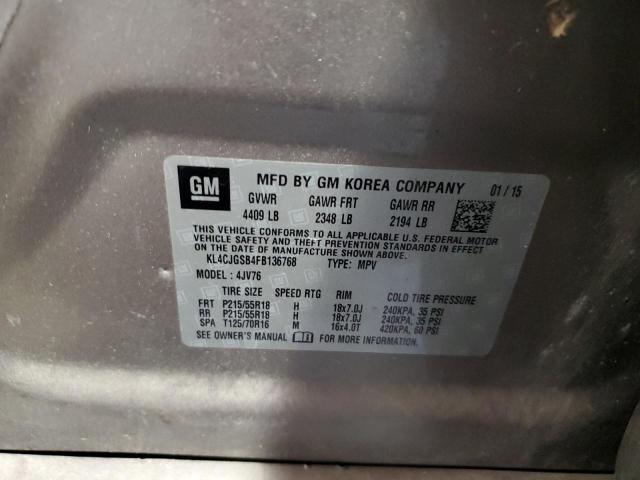 GM
MFD BY GM KOREA COMPANY 01 / 15
GVWR GAWR FRT GAWR RR
4409 LB 2348 LB 2194 LB
THIS VEHICLE CONFORMS TO ALL APPLICABLE U.S. FEDERAL MOTOR
VEHICLE SAFETY, BUMPER, AND THEFT PREVENTION STANDARDS IN
EFFECT ON THE DATE OF MANUFACTURE SHOWN ABOVE.
KL4CJGSB4FB136768 TYPE : MPV
MODEL : 4JV76
TIRE SIZE SPEED RTG RIM COLD TIRE PRESSURE
FRT P215/55R18 H 18x7.0J 240KPA, 35 PSI
RR P215/55R18 H 18x7.0J 240KPA, 35 PSI
SPA T125/70R16 M 16x4.0T 420KPA, 60 PSI
SEE OWNER'S MANUAL FOR MORE INFORMATION.